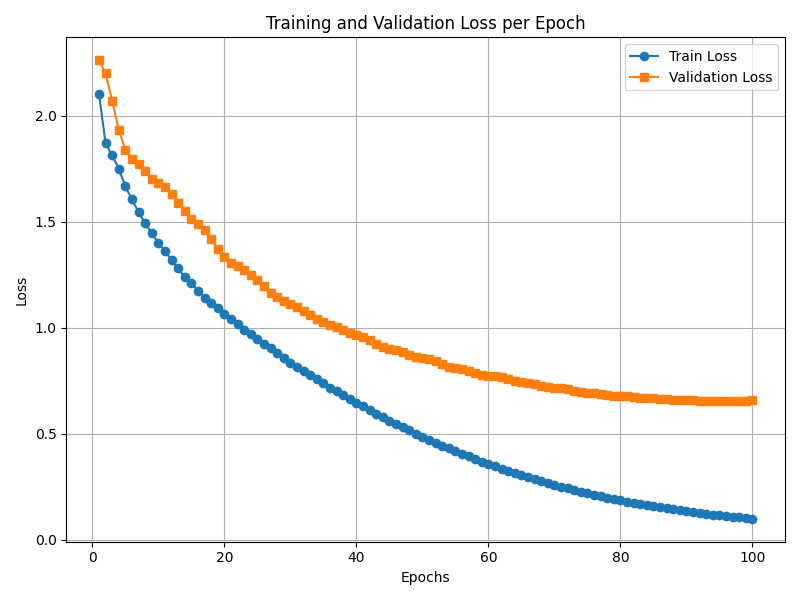 Training and Validation Loss per Epoch
Train Loss
Validation Loss
2.0
1.5
1.0
0.5
0.0
Loss
0 20 40 60 80 100
Epochs